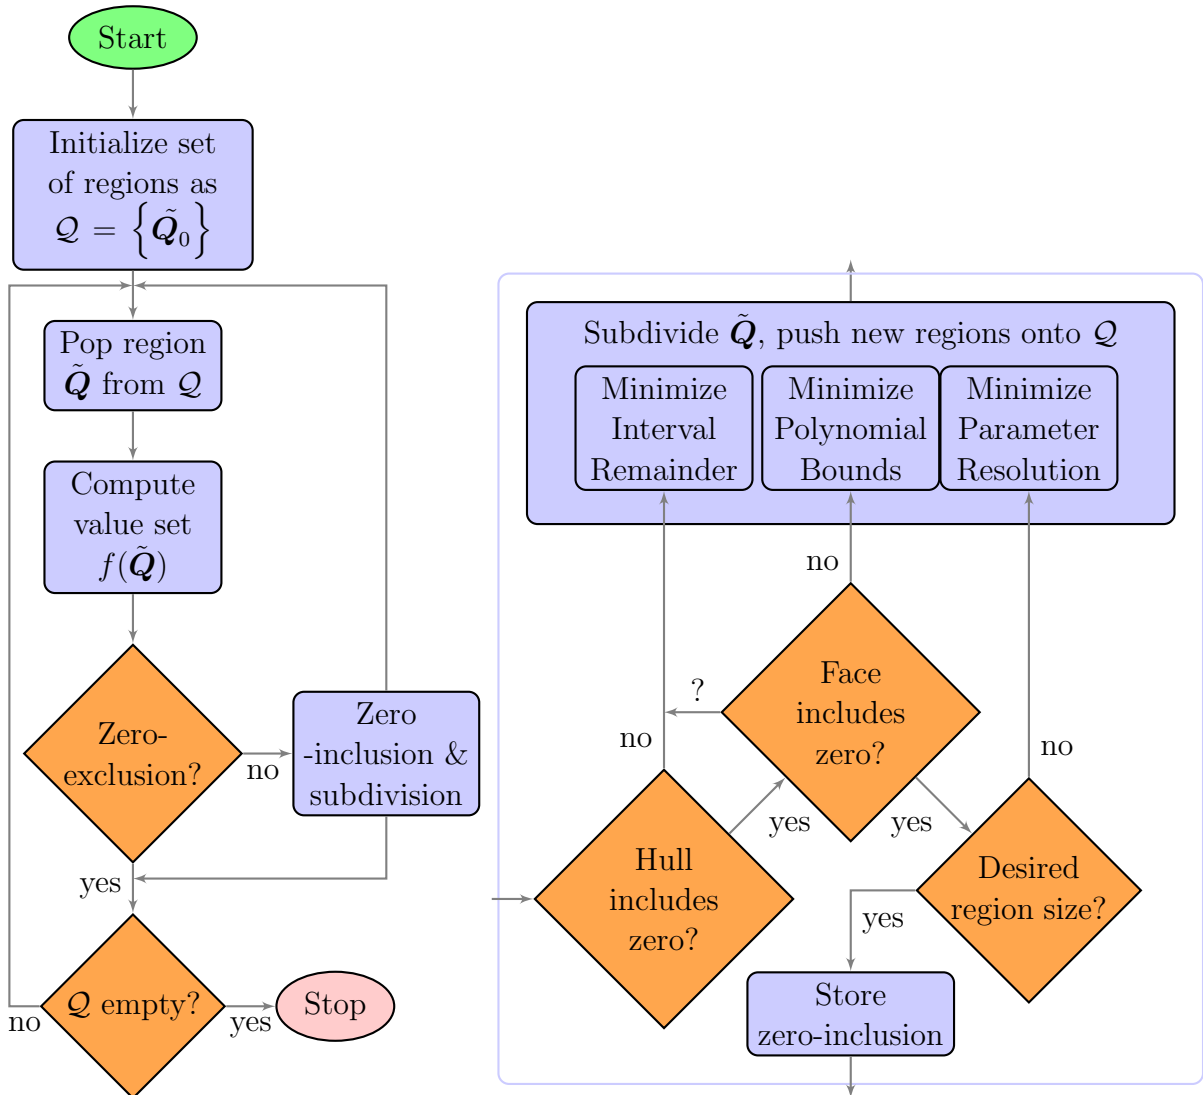 Start
Initialize set
of regions as
𝒬 = {Q̃₀}
Pop region
Q̃ from 𝒬
Compute
value set
f(Q̃)
Zero-
exclusion?
no
Zero
-inclusion &
subdivision
yes
𝒬 empty?
no
yes
Stop
Subdivide Q̃, push new regions onto 𝒬
Minimize
Interval
Remainder
Minimize
Polynomial
Bounds
Minimize
Parameter
Resolution
no
Face
includes
zero?
?
no
no
yes
yes
Hull
includes
zero?
Desired
region size?
yes
Store
zero-inclusion